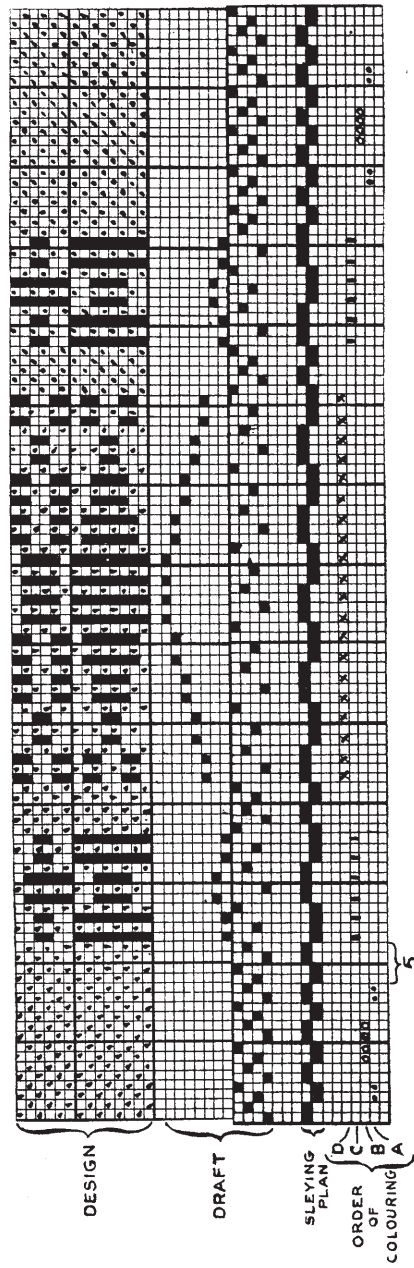 DESIGN
DRAFT
SLEYING
PLAN
D
C
B
A
ORDER
OF
COLOURING
5